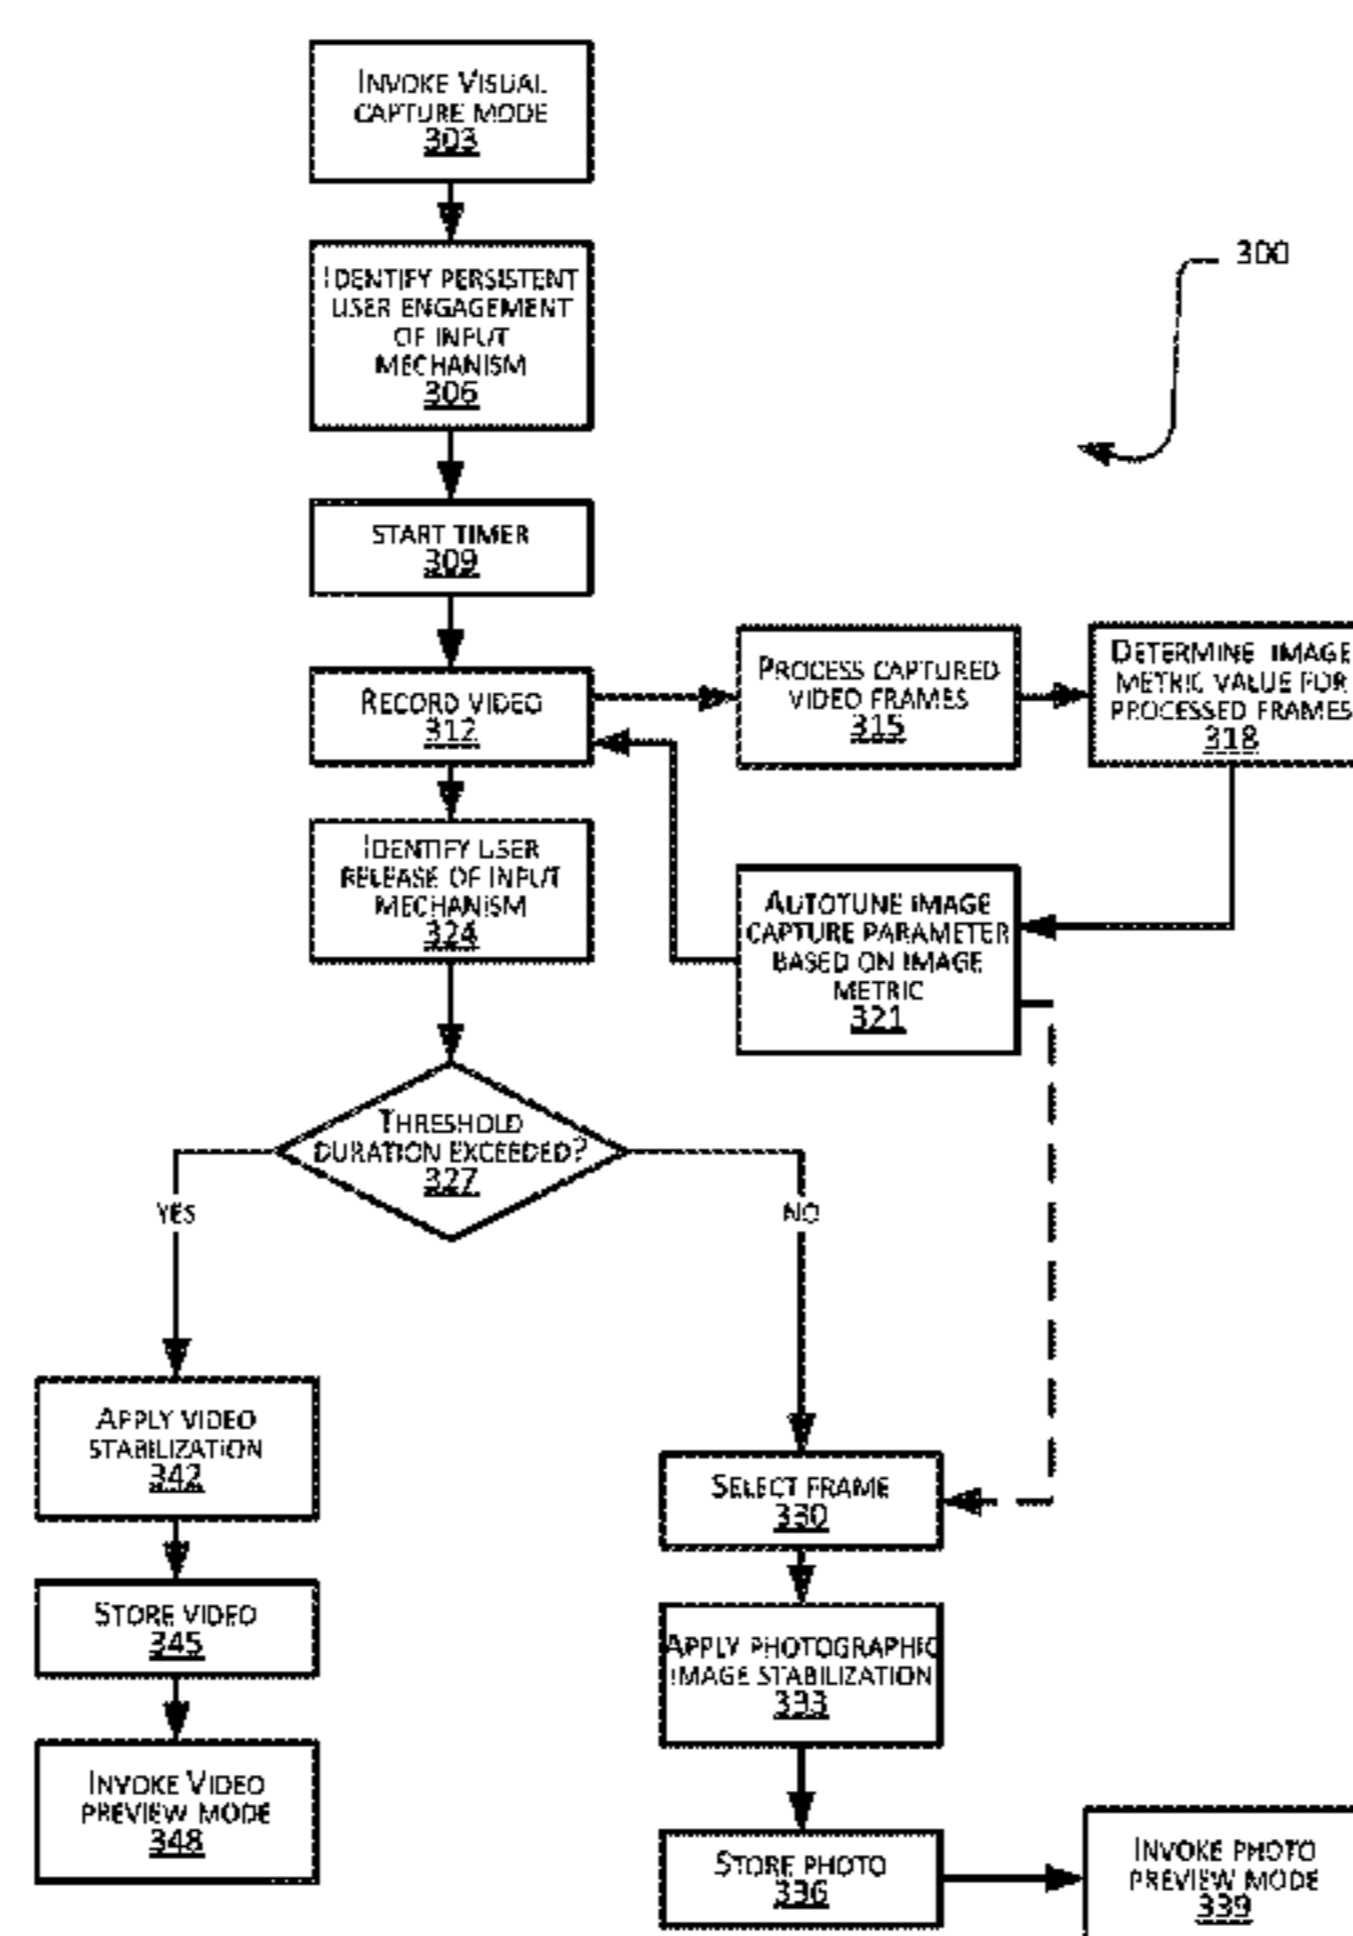 INVOKE VISUAL
CAPTURE MODE
303
IDENTIFY PERSISTENT
USER ENGAGEMENT
OF INPUT
MECHANISM
306
300
START TIMER
309
RECORD VIDEO
312
PROCESS CAPTURED
VIDEO FRAMES
315
DETERMINE IMAGE
METRIC VALUE FOR
PROCESSED FRAMES
318
IDENTIFY USER
RELEASE OF INPUT
MECHANISM
324
AUTOTUNE IMAGE
CAPTURE PARAMETER
BASED ON IMAGE
METRIC
321
THRESHOLD
DURATION EXCEEDED?
327
YES
NO
APPLY VIDEO
STABILIZATION
342
SELECT FRAME
330
STORE VIDEO
345
APPLY PHOTOGRAPHIC
IMAGE STABILIZATION
333
INVOKE VIDEO
PREVIEW MODE
348
STORE PHOTO
336
INVOKE PHOTO
PREVIEW MODE
339